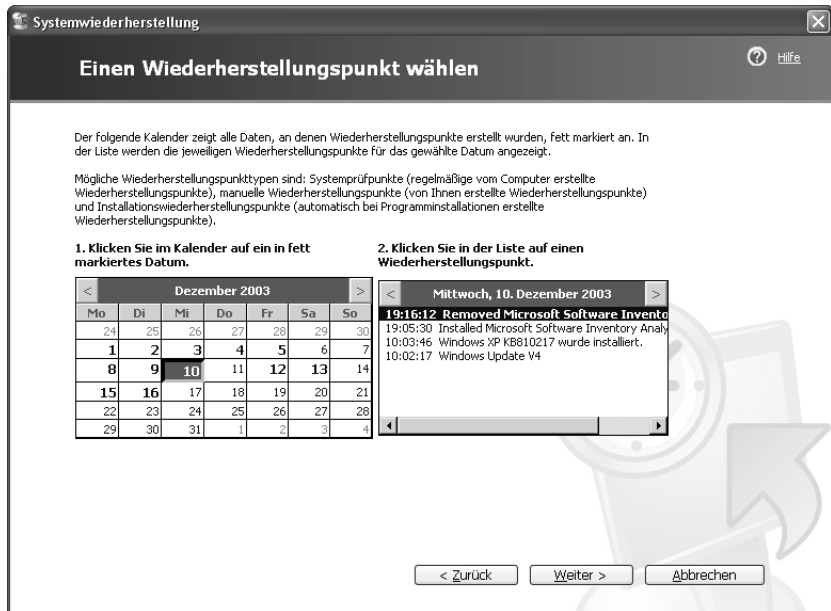 Systemwiederherstellung
Einen Wiederherstellungspunkt wählen
Hilfe
Der folgende Kalender zeigt alle Daten, an denen Wiederherstellungspunkte erstellt wurden, fett markiert an. In
der Liste werden die jeweiligen Wiederherstellungspunkte für das gewählte Datum angezeigt.
Mögliche Wiederherstellungspunkttypen sind: Systemprüfpunkte (regelmäßige vom Computer erstellte
Wiederherstellungspunkte), manuelle Wiederherstellungspunkte (von Ihnen erstellte Wiederherstellungspunkte)
und Installationswiederherstellungspunkte (automatisch bei Programminstallationen erstellte
Wiederherstellungspunkte).
1. Klicken Sie im Kalender auf ein in fett
markiertes Datum.
< Dezember 2003 >
Mo Di Mi Do Fr Sa So
24 25 26 27 28 29 30
1 2 3 4 5 6 7
8 9 10 11 12 13 14
15 16 17 18 19 20 21
22 23 24 25 26 27 28
29 30 31 1 2 3 4
2. Klicken Sie in der Liste auf einen
Wiederherstellungspunkt.
< Mittwoch, 10. Dezember 2003 >
19:16:12 Removed Microsoft Software Invento
19:05:30 Installed Microsoft Software Inventory Analy
10:03:46 Windows XP KB810217 wurde installiert.
10:02:17 Windows Update V4
< Zurück
Weiter >
Abbrechen